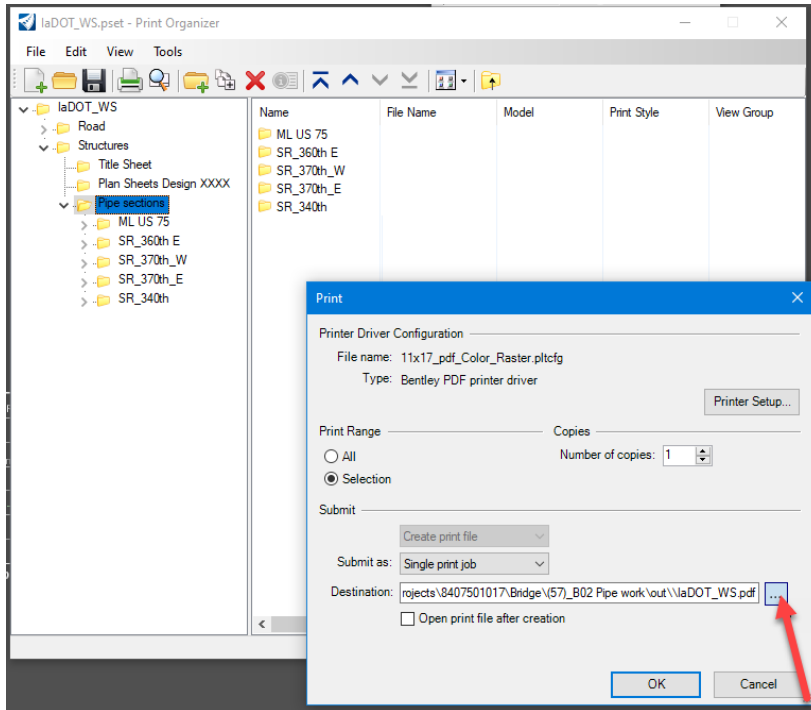 IaDOT_WS.pset - Print Organizer
File Edit View Tools
IaDOT_WS
Road
Structures
Title Sheet
Plan Sheets Design XXXX
Pipe sections
ML US 75
SR_360th E
SR_370th_W
SR_370th_E
SR_340th
Name File Name Model Print Style View Group
ML US 75
SR_360th E
SR_370th_W
SR_370th_E
SR_340th
Print
Printer Driver Configuration
File name: 11x17_pdf_Color_Raster.pltcfg
Type: Bentley PDF printer driver
Printer Setup...
Print Range Copies
All Number of copies: 1
Selection
Submit
Create print file
Submit as: Single print job
Destination: rojects\8407501017\Bridge\(57)_B02 Pipe work\out\\IaDOT_WS.pdf ...
Open print file after creation
OK Cancel